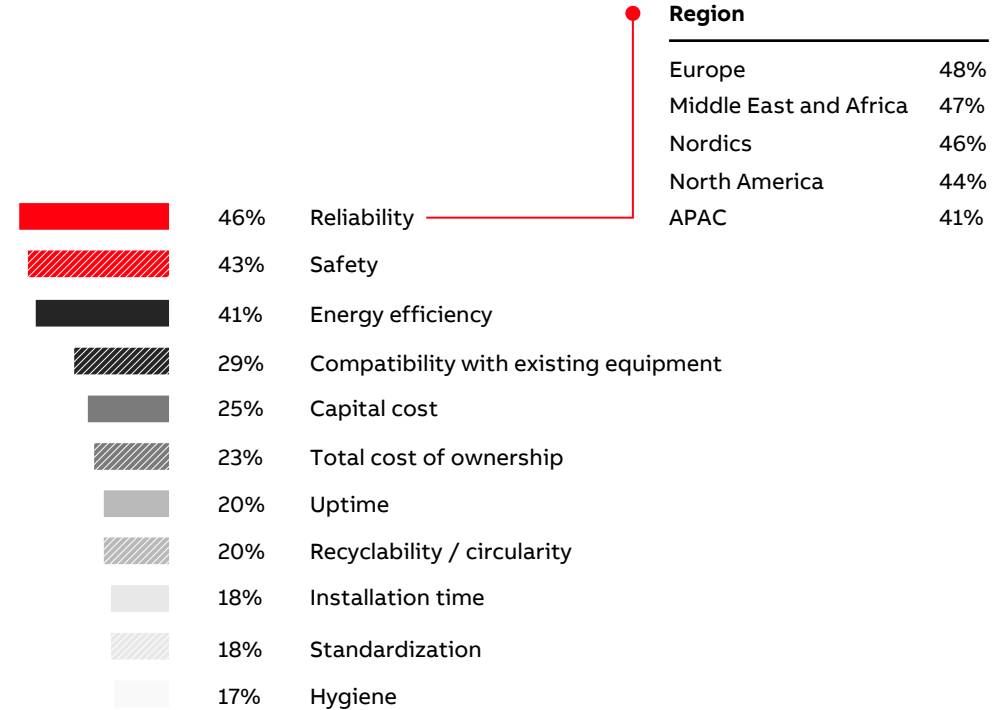 Region
Europe 48%
Middle East and Africa 47%
Nordics 46%
North America 44%
APAC 41%
46% Reliability
43% Safety
41% Energy efficiency
29% Compatibility with existing equipment
25% Capital cost
23% Total cost of ownership
20% Uptime
20% Recyclability / circularity
18% Installation time
18% Standardization
17% Hygiene